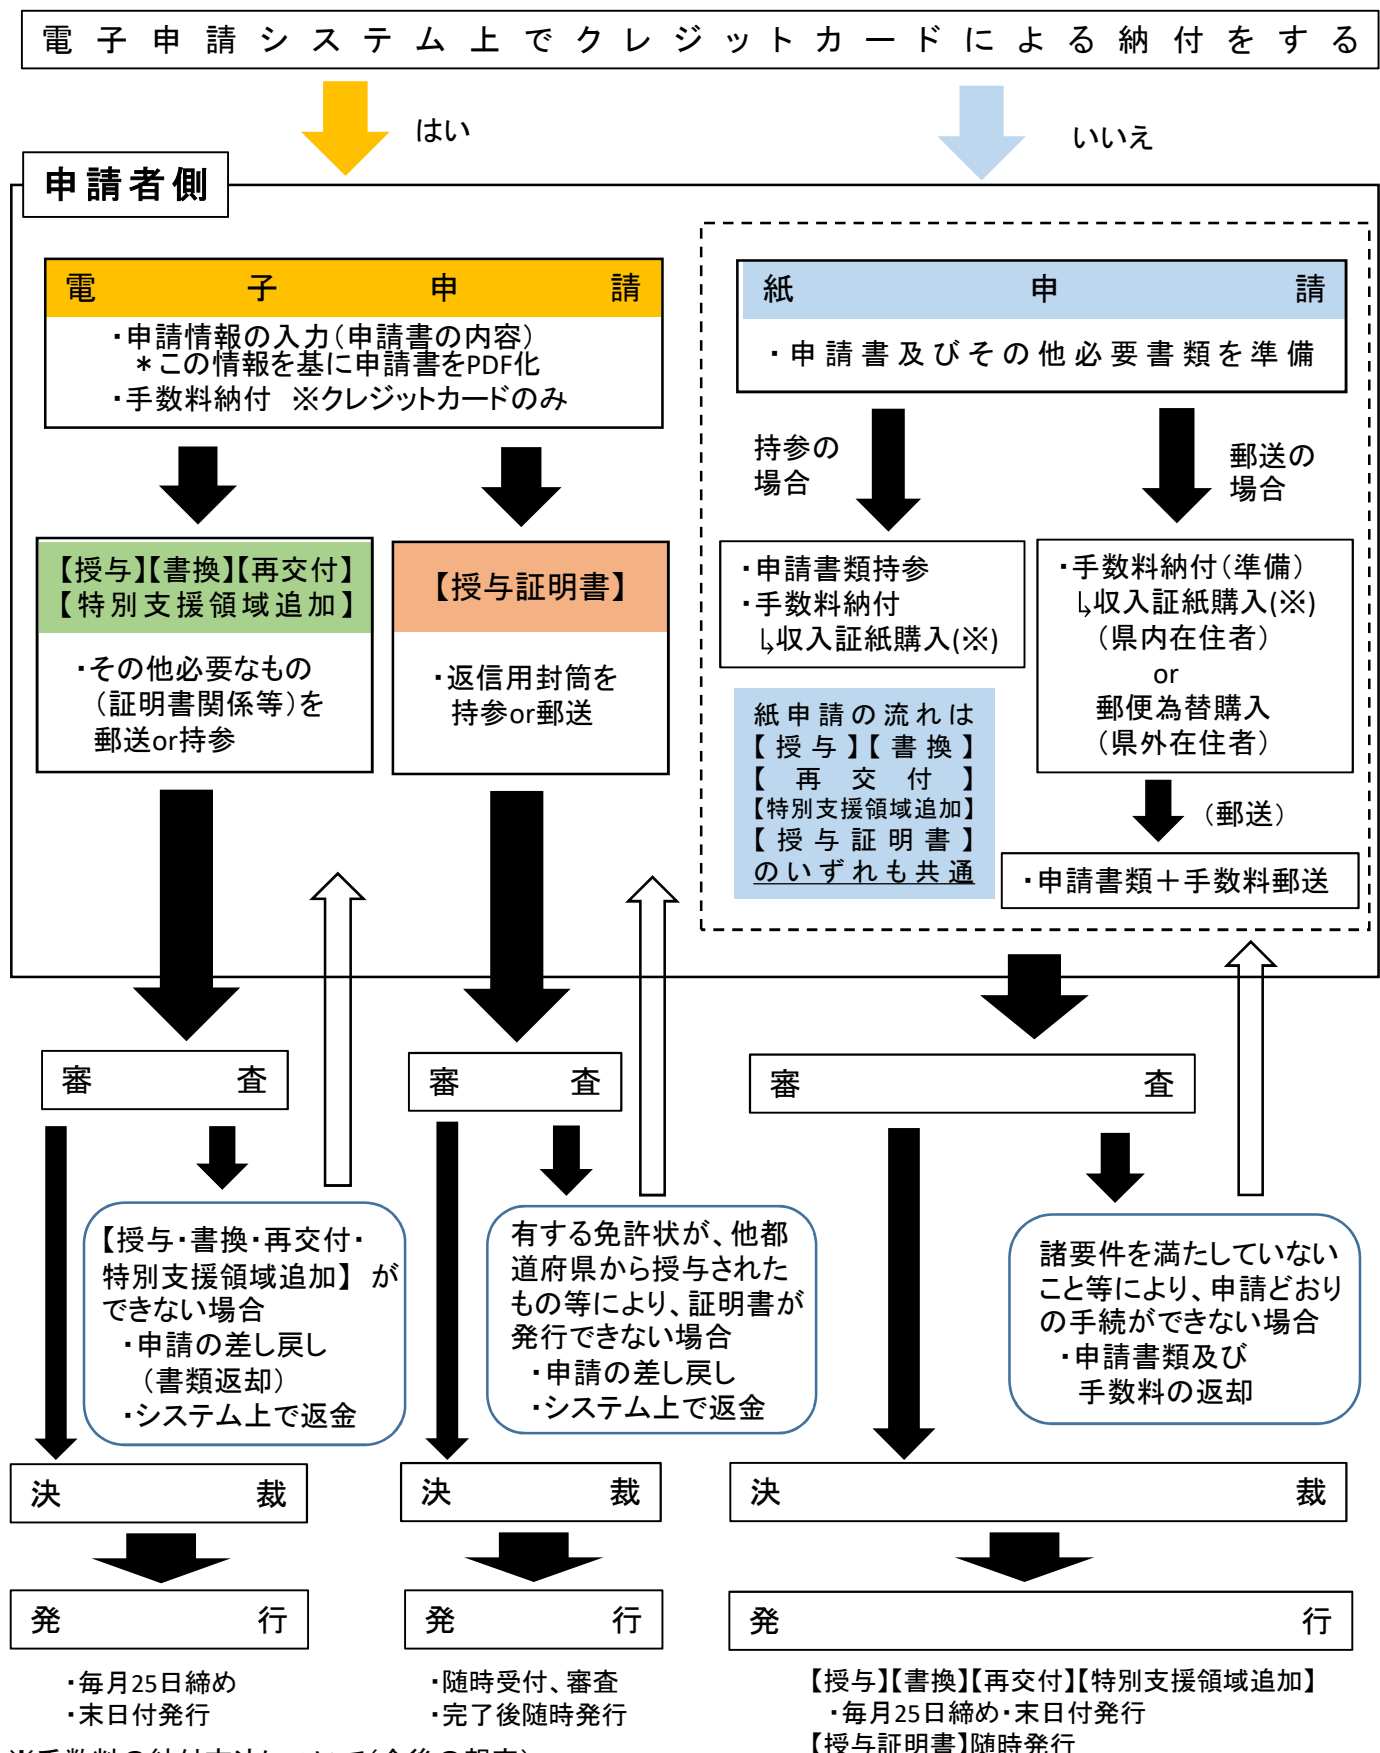 電子申請システム上でクレジットカードによる納付をする
はい
いいえ
申請者側
電子申請
・申請情報の入力（申請書の内容）
＊この情報を基に申請書をPDF化
・手数料納付　※クレジットカードのみ
【授与】【書換】【再交付】
【特別支援領域追加】
・その他必要なもの
（証明書関係等）を
郵送or持参
【授与証明書】
・返信用封筒を
持参or郵送
紙申請
・申請書及びその他必要書類を準備
持参の
場合
郵送の
場合
・申請書類持参
・手数料納付
↳収入証紙購入(※)
・手数料納付（準備）
↳収入証紙購入(※)
（県内在住者）
or
郵便為替購入
（県外在住者）
紙申請の流れは
【授与】【書換】
【再交付】
【特別支援領域追加】
【授与証明書】
のいずれも共通
（郵送）
・申請書類＋手数料郵送
審査
審査
審査
【授与・書換・再交付・
特別支援領域追加】が
できない場合
・申請の差し戻し
（書類返却）
・システム上で返金
有する免許状が、他都
道府県から授与された
もの等により、証明書が
発行できない場合
・申請の差し戻し
・システム上で返金
諸要件を満たしていない
こと等により、申請どおり
の手続ができない場合
・申請書類及び
手数料の返却
決裁
決裁
決裁
発行
発行
発行
・毎月25日締め
・末日付発行
・随時受付、審査
・完了後随時発行
【授与】【書換】【再交付】【特別支援領域追加】
・毎月25日締め・末日付発行
【授与証明書】随時発行